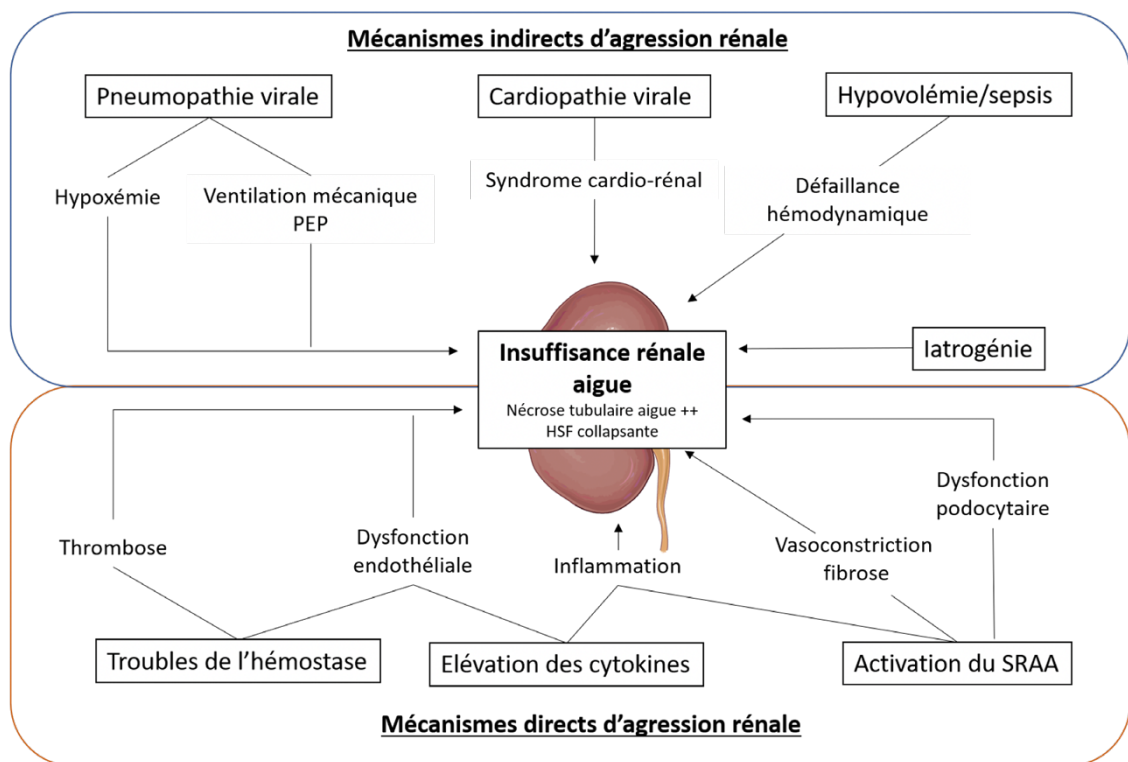 Mécanismes indirects d’agression rénale
Pneumopathie virale
Cardiopathie virale
Hypovolémie/sepsis
Hypoxémie
Ventilation mécanique
PEP
Syndrome cardio-rénal
Défaillance
hémodynamique
Insuffisance rénale
aigue
Nécrose tubulaire aigue ++
HSF collapsante
Iatrogénie
Thrombose
Dysfonction
endothéliale
Inflammation
Vasoconstriction
fibrose
Dysfonction
podocytaire
Troubles de l’hémostase
Elévation des cytokines
Activation du SRAA
Mécanismes directs d’agression rénale